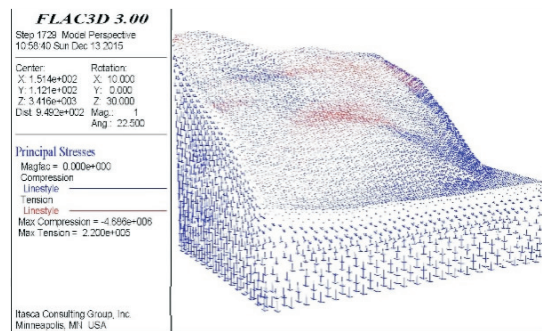 FLAC3D 3.00
Step 1729 Model Perspective
10:58:40 Sun Dec 13 2015
Center: Rotation:
X: 1.514e+002 X: 10.000
Y: 1.121e+002 Y: 0.000
Z: 3.416e+003 Z: 30.000
Dist: 9.492e+002 Mag.: 1
Ang.: 22.500
Principal Stresses
Magfac = 0.000e+000
Compression
Linestyle
Tension
Linestyle
Max Compression = -4.686e+006
Max Tension = 2.200e+005
Itasca Consulting Group, Inc.
Minneapolis, MN USA